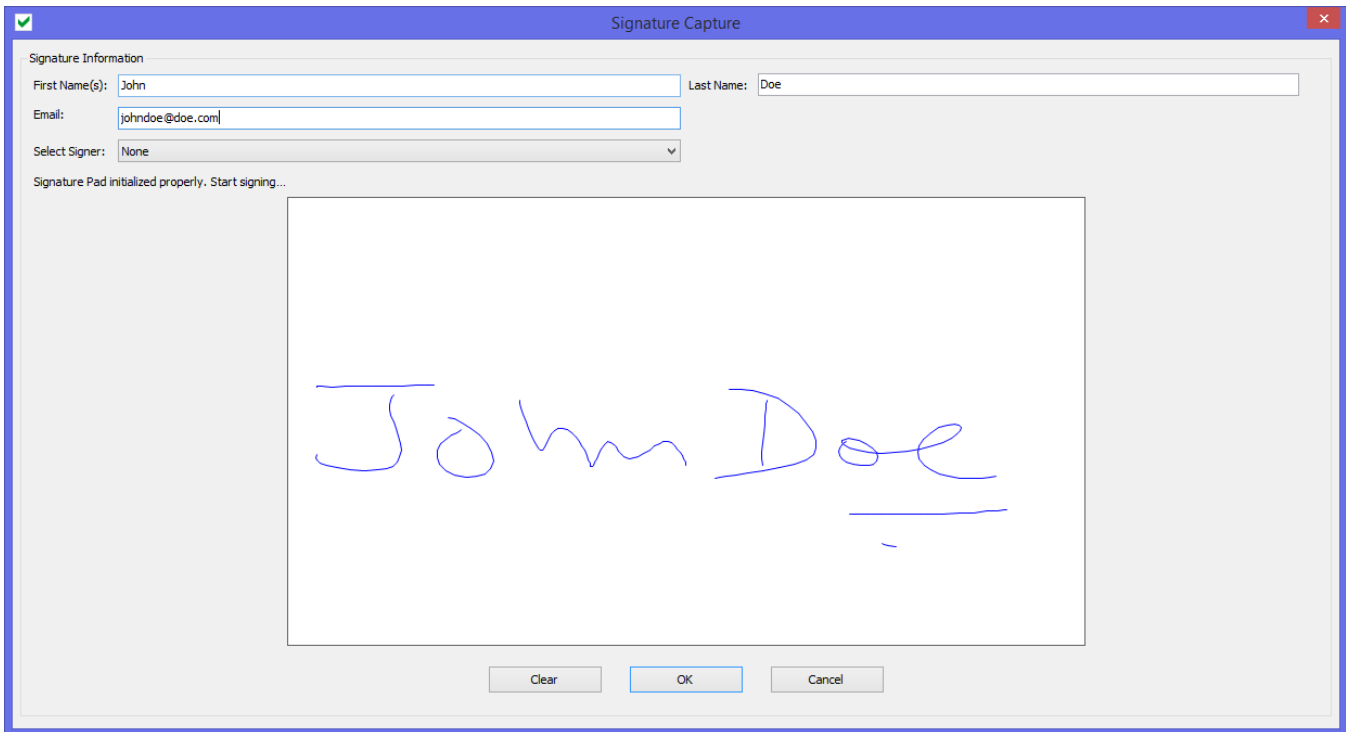 Signature Capture
Signature Information
First Name(s): John Last Name: Doe
Email: johndoe@doe.com
Select Signer: None
Signature Pad initialized properly. Start signing...
John Doe
Clear OK Cancel